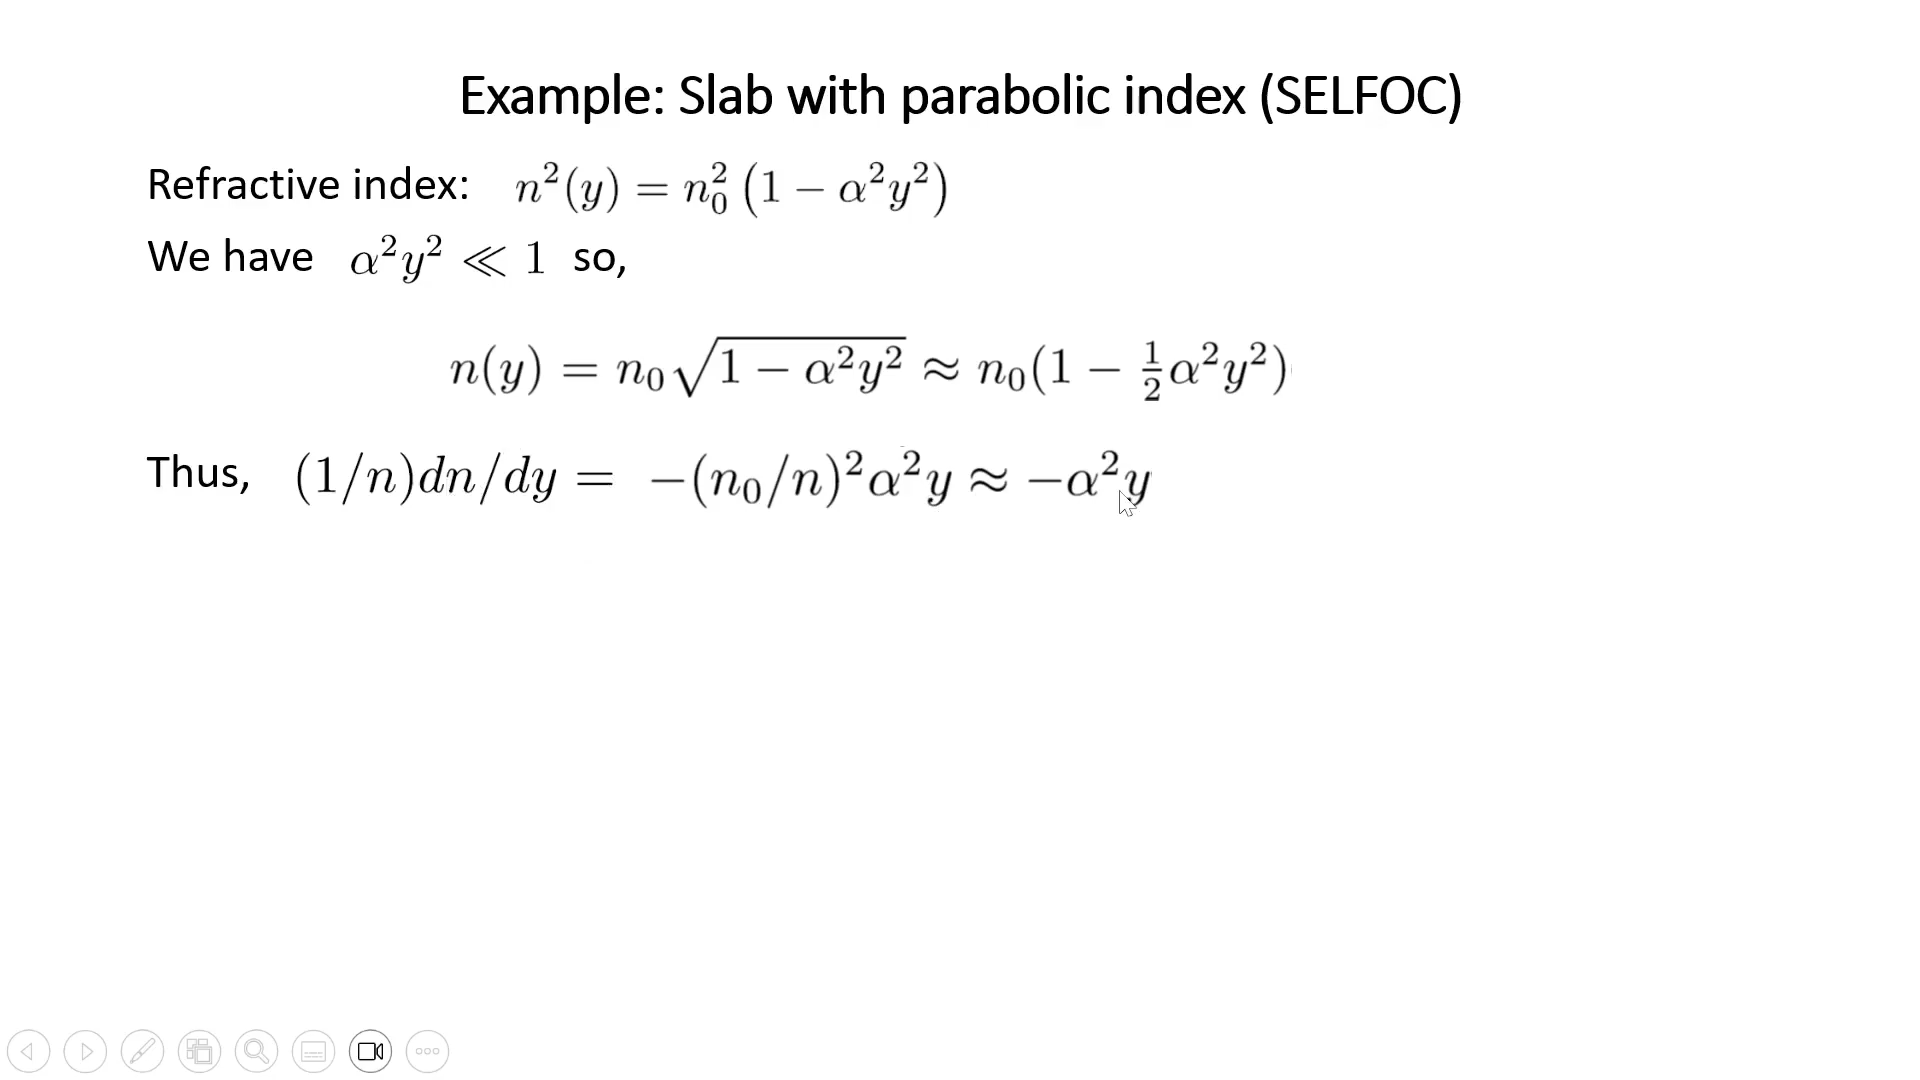 Example: Slab with parabolic index (SELFOC)
Refractive index: n²(y) = n₀² (1 − α²y²)
We have α²y² ≪ 1 so,
n(y) = n₀√(1 − α²y²) ≈ n₀(1 − ½α²y²)
Thus, (1/n)dn/dy = −(n₀/n)²α²y ≈ −α²y